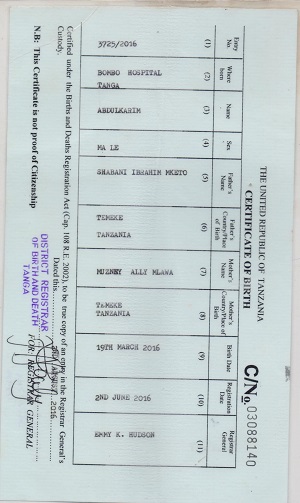 THE UNITED REPUBLIC OF TANZANIA
CERTIFICATE OF BIRTH
C/No. 03088140
Entry No.
Where born
Name
Sex
Father's Name
Father's Country/Place of Birth
Mother's Name
Mother's Country/Place of Birth
Birth Date
Registration Date
Registrar General
(1)
(2)
(3)
(4)
(5)
(6)
(7)
(8)
(9)
(10)
(11)
3725/2016
BOMBO HOSPITAL
TANGA
ABDULKARIM
MA LE
SHABANI IBRAHIM MKETO
TEMEKE
TANZANIA
MUZNEY ALLY MLAWA
TEMEKE
TANZANIA
19TH MARCH 2016
2ND JUNE 2016
EMMY K. HUDSON
Certified under the Births and Deaths Registration Act (Cap. 108 R.E. 2002), to be true copy of an entry in the Registrar General's
Custody.
Dated this
AUGUST, 2016
DISTRICT REGISTRAR
OF BIRTH AND DEATH
TANGA
REGISTRAR GENERAL
N.B: This Certificate is not proof of Citizenship